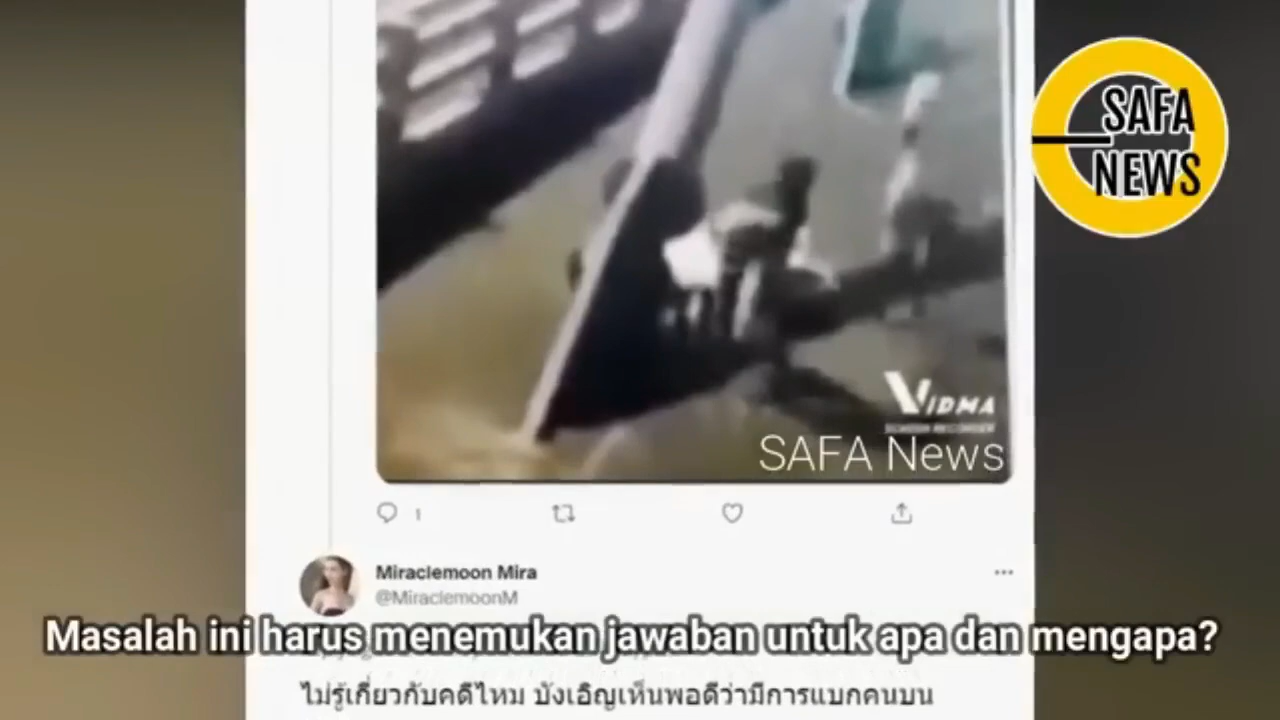 SAFA
NEWS
VIDMA
SCREEN RECORDER
SAFA News
1
Miraclemoon Mira
@MiraclemoonM
Masalah ini harus menemukan jawaban untuk apa dan mengapa?
ไม่รู้เกี่ยวกับคดีไหม บังเอิญเห็นพอดีว่ามีการแบกคนบน